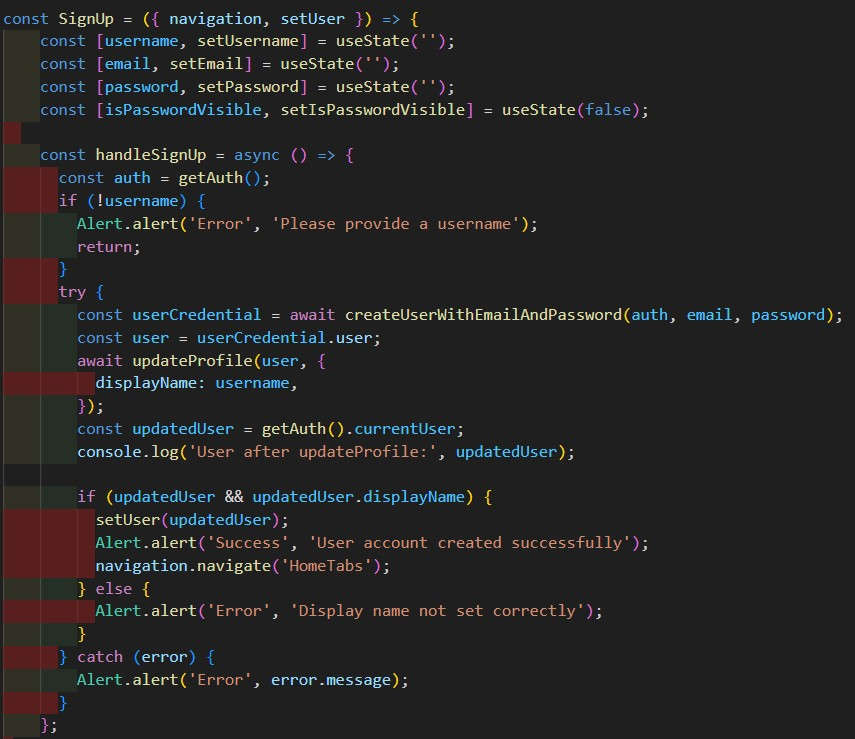 const SignUp = ({ navigation, setUser }) => {
const [username, setUsername] = useState('');
const [email, setEmail] = useState('');
const [password, setPassword] = useState('');
const [isPasswordVisible, setIsPasswordVisible] = useState(false);
const handleSignUp = async () => {
const auth = getAuth();
if (!username) {
Alert.alert('Error', 'Please provide a username');
return;
}
try {
const userCredential = await createUserWithEmailAndPassword(auth, email, password);
const user = userCredential.user;
await updateProfile(user, {
displayName: username,
});
const updatedUser = getAuth().currentUser;
console.log('User after updateProfile:', updatedUser);
if (updatedUser && updatedUser.displayName) {
setUser(updatedUser);
Alert.alert('Success', 'User account created successfully');
navigation.navigate('HomeTabs');
} else {
Alert.alert('Error', 'Display name not set correctly');
}
} catch (error) {
Alert.alert('Error', error.message);
}
};